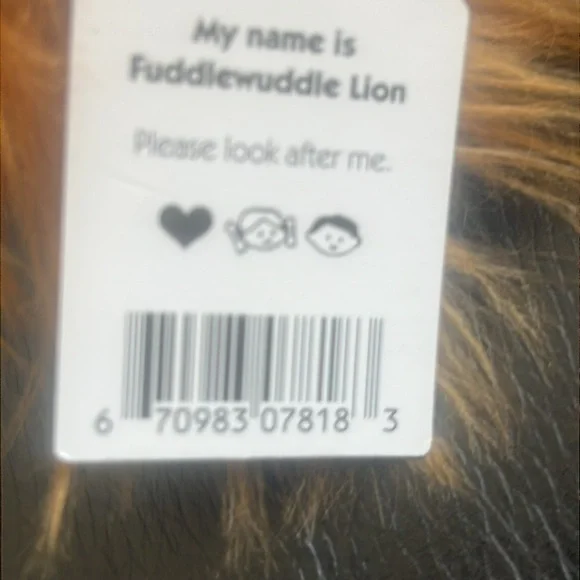 My name is
Fuddlewuddle Lion
Please look after me.
6 70983 07818 3